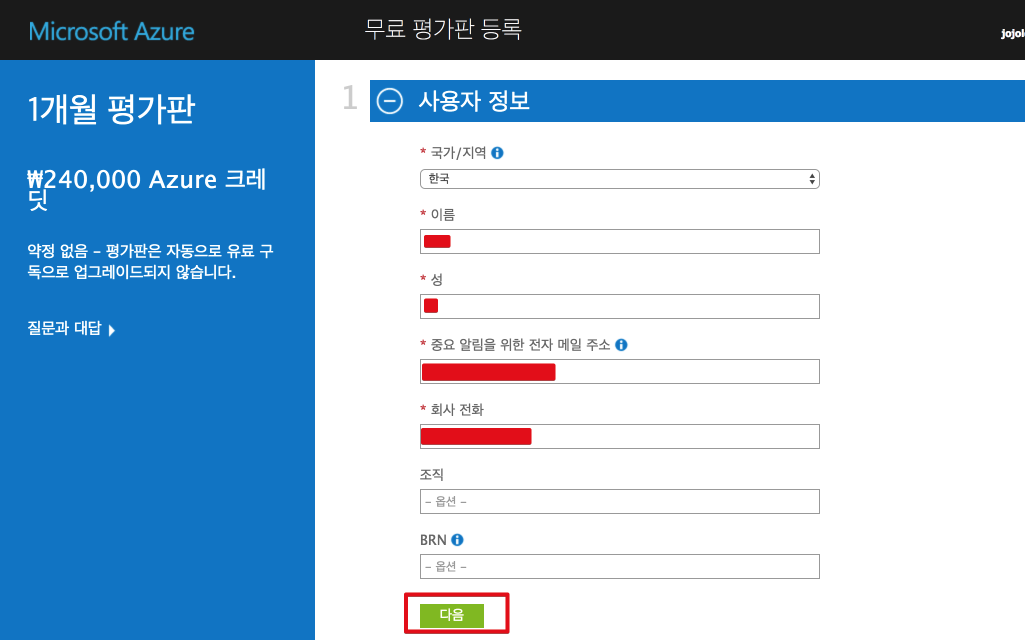 Microsoft Azure
무료 평가판 등록
1개월 평가판
₩240,000 Azure 크레
딧
약정 없음 – 평가판은 자동으로 유료 구
독으로 업그레이드되지 않습니다.
질문과 대답
1
사용자 정보
* 국가/지역
한국
* 이름
* 성
* 중요 알림을 위한 전자 메일 주소
* 회사 전화
조직
– 옵션 –
BRN
– 옵션 –
다음